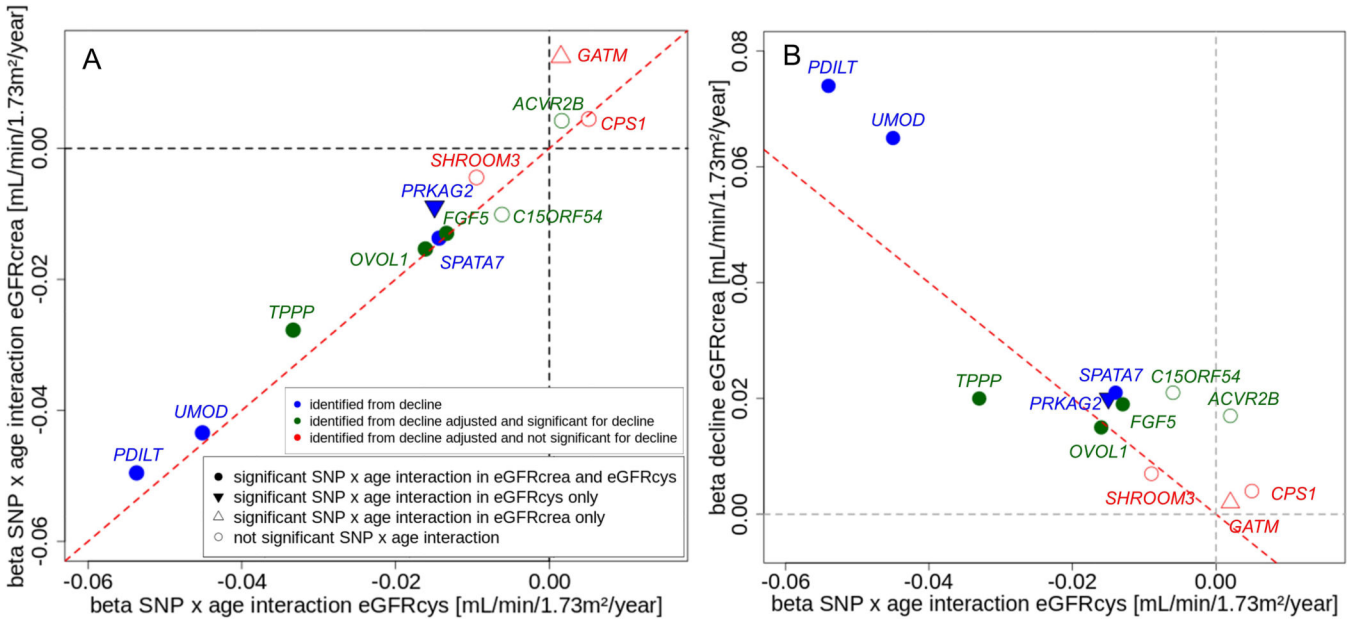 A
beta SNP x age interaction eGFRcrea [mL/min/1.73m²/year]
0.00
-0.02
-0.04
-0.06
GATM
ACVR2B
CPS1
SHROOM3
PRKAG2
FGF5
C15ORF54
OVOL1
SPATA7
TPPP
UMOD
PDILT
identified from decline
identified from decline adjusted and significant for decline
identified from decline adjusted and not significant for decline
significant SNP x age interaction in eGFRcrea and eGFRcys
significant SNP x age interaction in eGFRcys only
significant SNP x age interaction in eGFRcrea only
not significant SNP x age interaction
-0.06 -0.04 -0.02 0.00
beta SNP x age interaction eGFRcys [mL/min/1.73m²/year]
B
beta decline eGFRcrea [mL/min/1.73m²/year]
0.08
0.06
0.04
0.02
0.00
PDILT
UMOD
TPPP
SPATA7
C15ORF54
PRKAG2
ACVR2B
FGF5
OVOL1
SHROOM3
CPS1
GATM
-0.06 -0.04 -0.02 0.00
beta SNP x age interaction eGFRcys [mL/min/1.73m²/year]